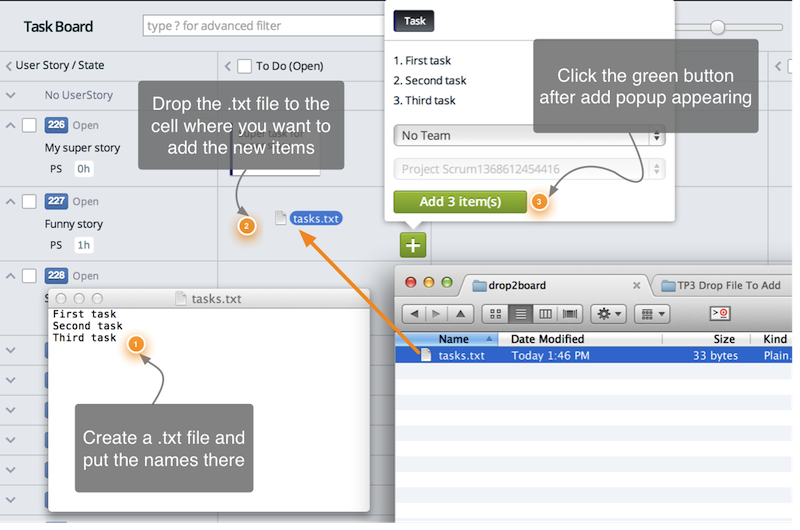 Task Board
type ? for advanced filter
User Story / State
To Do (Open)
No UserStory
226 Open
My super story
PS 0h
227 Open
Funny story
PS 1h
228 Open
Drop the .txt file to the
cell where you want to
add the new items
2
tasks.txt
Task
1. First task
2. Second task
3. Third task
No Team
Project Scrum1368612454416
Add 3 item(s)
3
+
Click the green button
after add popup appearing
tasks.txt
First task
Second task
Third task
1
Create a .txt file and
put the names there
drop2board
TP3 Drop File To Add
Name Date Modified Size Kind
tasks.txt Today 1:46 PM 33 bytes Plain.